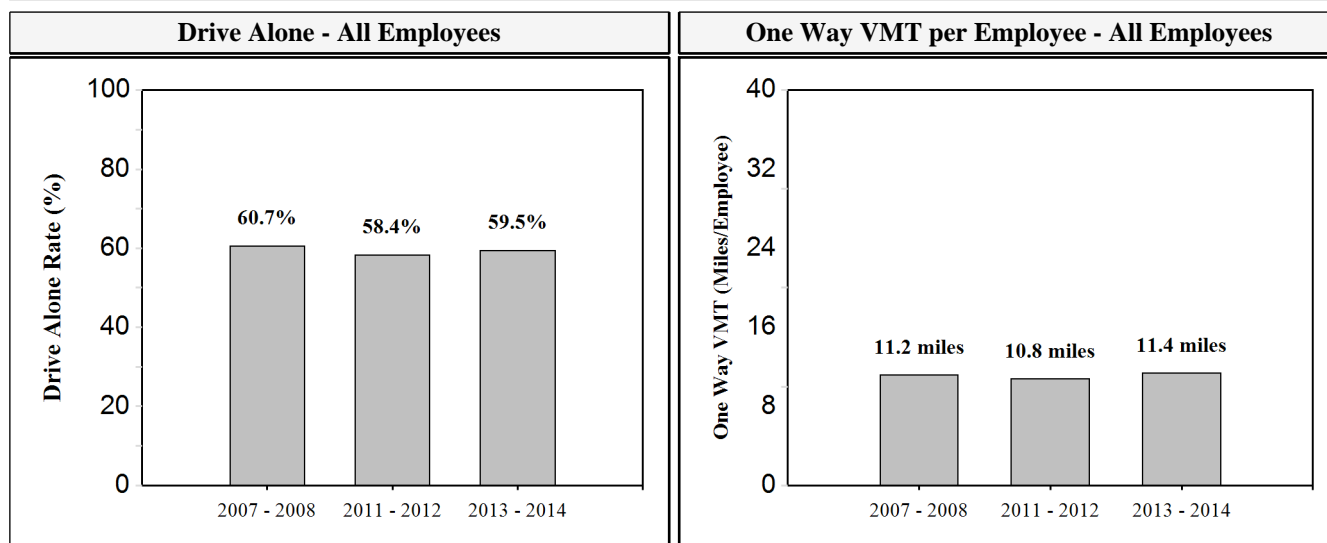 Drive Alone - All Employees
Drive Alone Rate (%)
100
80
60
40
20
0
60.7%
58.4%
59.5%
2007 - 2008
2011 - 2012
2013 - 2014
One Way VMT per Employee - All Employees
One Way VMT (Miles/Employee)
40
32
24
16
8
0
11.2 miles
10.8 miles
11.4 miles
2007 - 2008
2011 - 2012
2013 - 2014